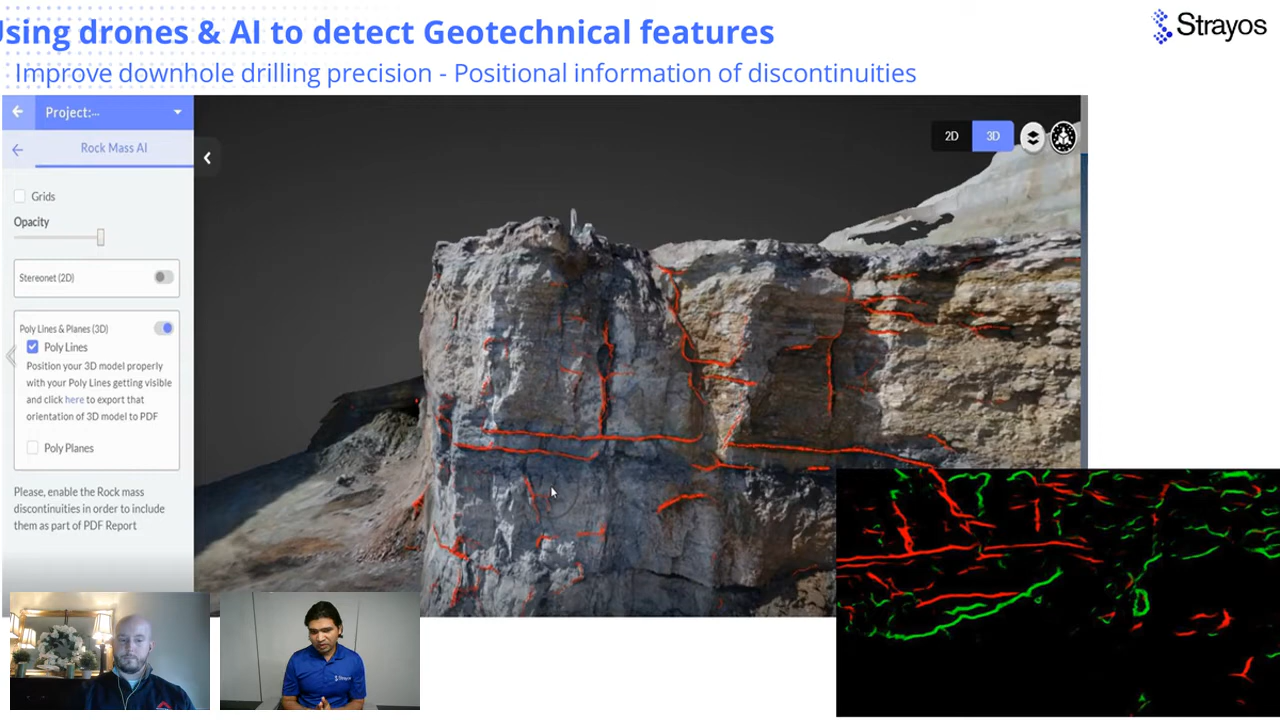 Using drones & AI to detect Geotechnical features
Strayos
Improve downhole drilling precision - Positional information of discontinuities
Project:...
Rock Mass AI
2D
3D
Grids
Opacity
Stereonet (2D)
Poly Lines & Planes (3D)
Poly Lines
Position your 3D model properly
with your Poly Lines getting visible
and click here to export that
orientation of 3D model to PDF
Poly Planes
Please, enable the Rock mass
discontinuities in order to include
them as part of PDF Report
Strayos